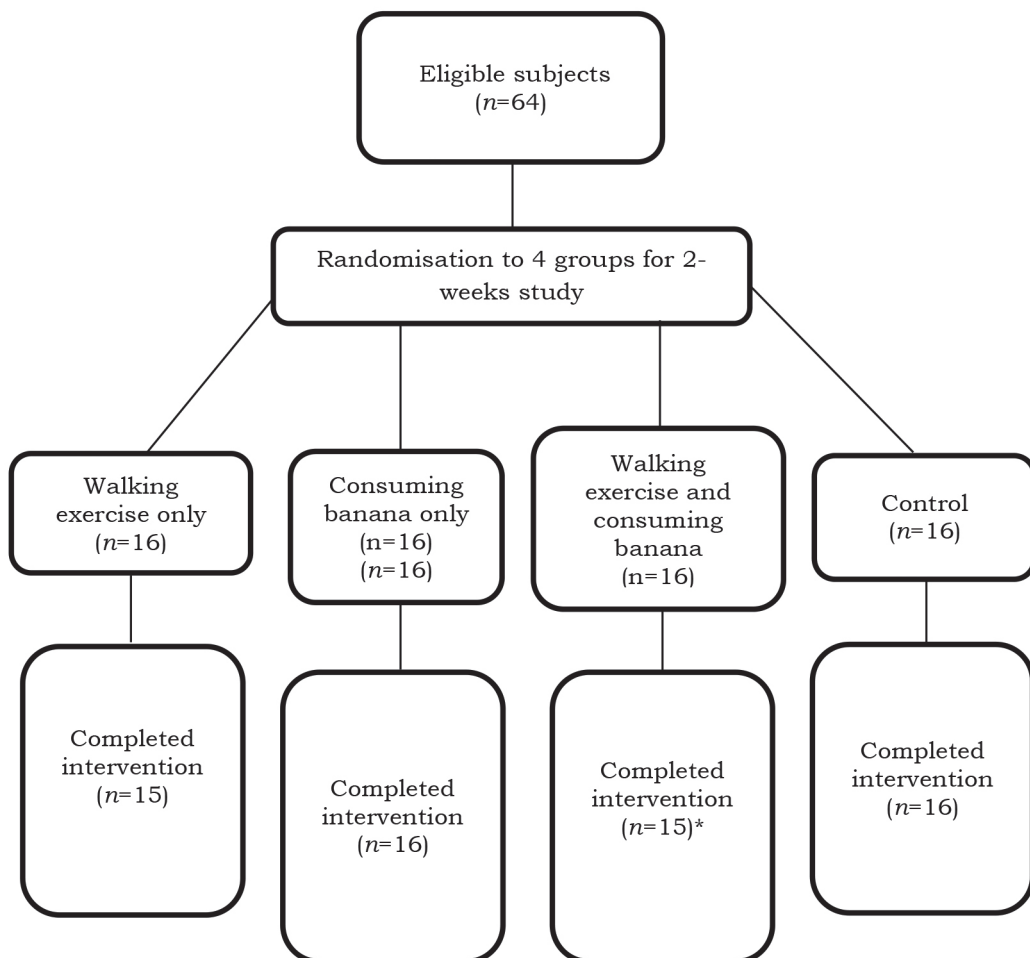 Eligible subjects
(n=64)
Randomisation to 4 groups for 2-
weeks study
Walking
exercise only
(n=16)
Consuming
banana only
(n=16)
(n=16)
Walking
exercise and
consuming
banana
(n=16)
Control
(n=16)
Completed
intervention
(n=15)
Completed
intervention
(n=16)
Completed
intervention
(n=15)*
Completed
intervention
(n=16)